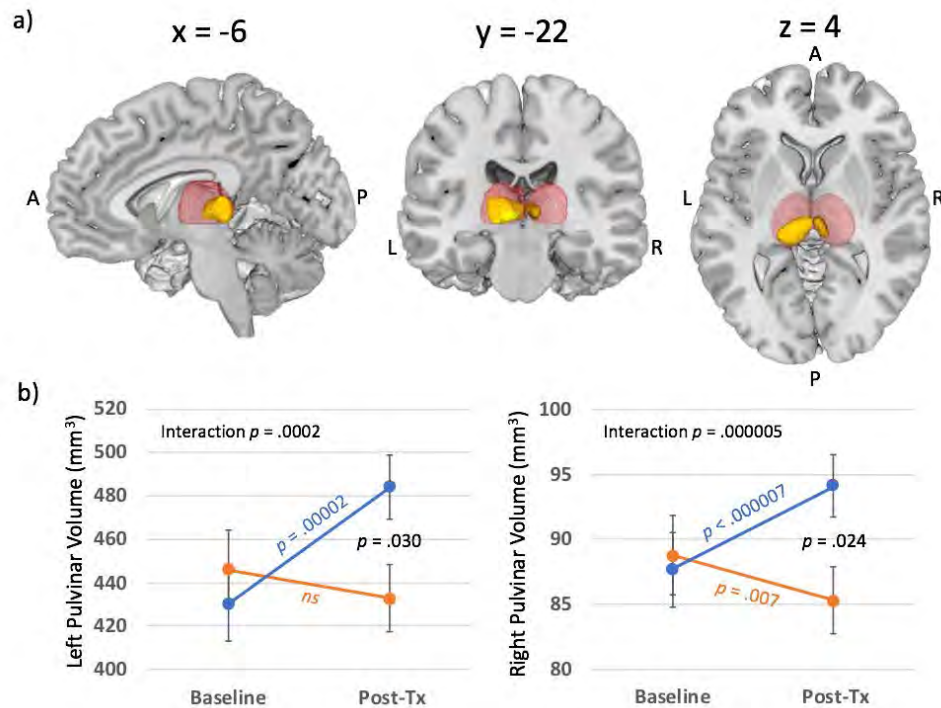 a)
x = -6
y = -22
z = 4
A
P
L
R
A
L
R
P
b)
Left Pulvinar Volume (mm³)
520
500
480
460
440
420
400
Interaction p = .0002
p = .00002
p = .030
ns
Baseline
Post-Tx
Right Pulvinar Volume (mm³)
100
95
90
85
80
Interaction p = .000005
p < .000007
p = .024
p = .007
Baseline
Post-Tx